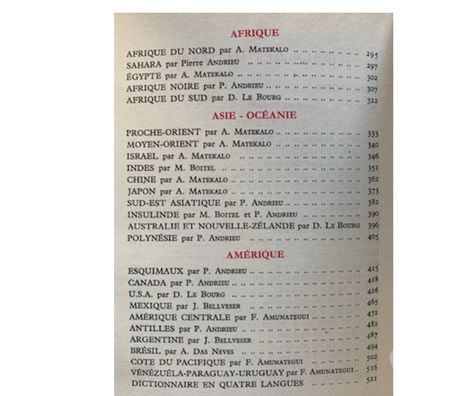 AFRIQUE
AFRIQUE DU NORD par A. MATEKALO .. .. .. .. .. .. .. 295
SAHARA par Pierre ANDRIEU .. .. .. .. .. .. .. .. 297
ÉGYPTE par A. MATEKALO .. .. .. .. .. .. .. .. 302
AFRIQUE NOIRE par P. ANDRIEU .. .. .. .. .. .. .. 307
AFRIQUE DU SUD par D. LE BOURG .. .. .. .. .. .. 322
ASIE - OCÉANIE
PROCHE-ORIENT par A. MATEKALO .. .. .. .. .. .. 333
MOYEN-ORIENT par A. MATEKALO .. .. .. .. .. .. 340
ISRAEL par A. MATEKALO .. .. .. .. .. .. .. .. 346
INDES par M. BOITEL .. .. .. .. .. .. .. .. 351
CHINE par A. MATEKALO .. .. .. .. .. .. .. .. 361
JAPON par A. MATEKALO .. .. .. .. .. .. .. .. 373
SUD-EST ASIATIQUE par P. ANDRIEU .. .. .. .. .. 382
INSULINDE par M. BOITEL et P. ANDRIEU .. .. .. .. 390
AUSTRALIE ET NOUVELLE-ZÉLANDE par D. LE BOURG 396
POLYNÉSIE par P. ANDRIEU .. .. .. .. .. .. .. 405
AMÉRIQUE
ESQUIMAUX par P. ANDRIEU .. .. .. .. .. .. .. 415
CANADA par P. ANDRIEU .. .. .. .. .. .. .. .. 418
U.S.A. par D. LE BOURG .. .. .. .. .. .. .. .. 426
MEXIQUE par J. BELLVESER .. .. .. .. .. .. .. 465
AMÉRIQUE CENTRALE par F. AMUNATEGUI .. .. .. .. 472
ANTILLES par P. ANDRIEU .. .. .. .. .. .. .. 482
ARGENTINE par J. BELLVESER .. .. .. .. .. .. .. 487
BRÉSIL par A. DAS NEVES .. .. .. .. .. .. .. 494
COTE DU PACIFIQUE par F. AMUNATEGUI .. .. .. .. 502
VÉNÉZUÉLA-PARAGUAY-URUGUAY par F. AMUNATEGUI .. 516
DICTIONNAIRE EN QUATRE LANGUES .. .. .. .. .. 521